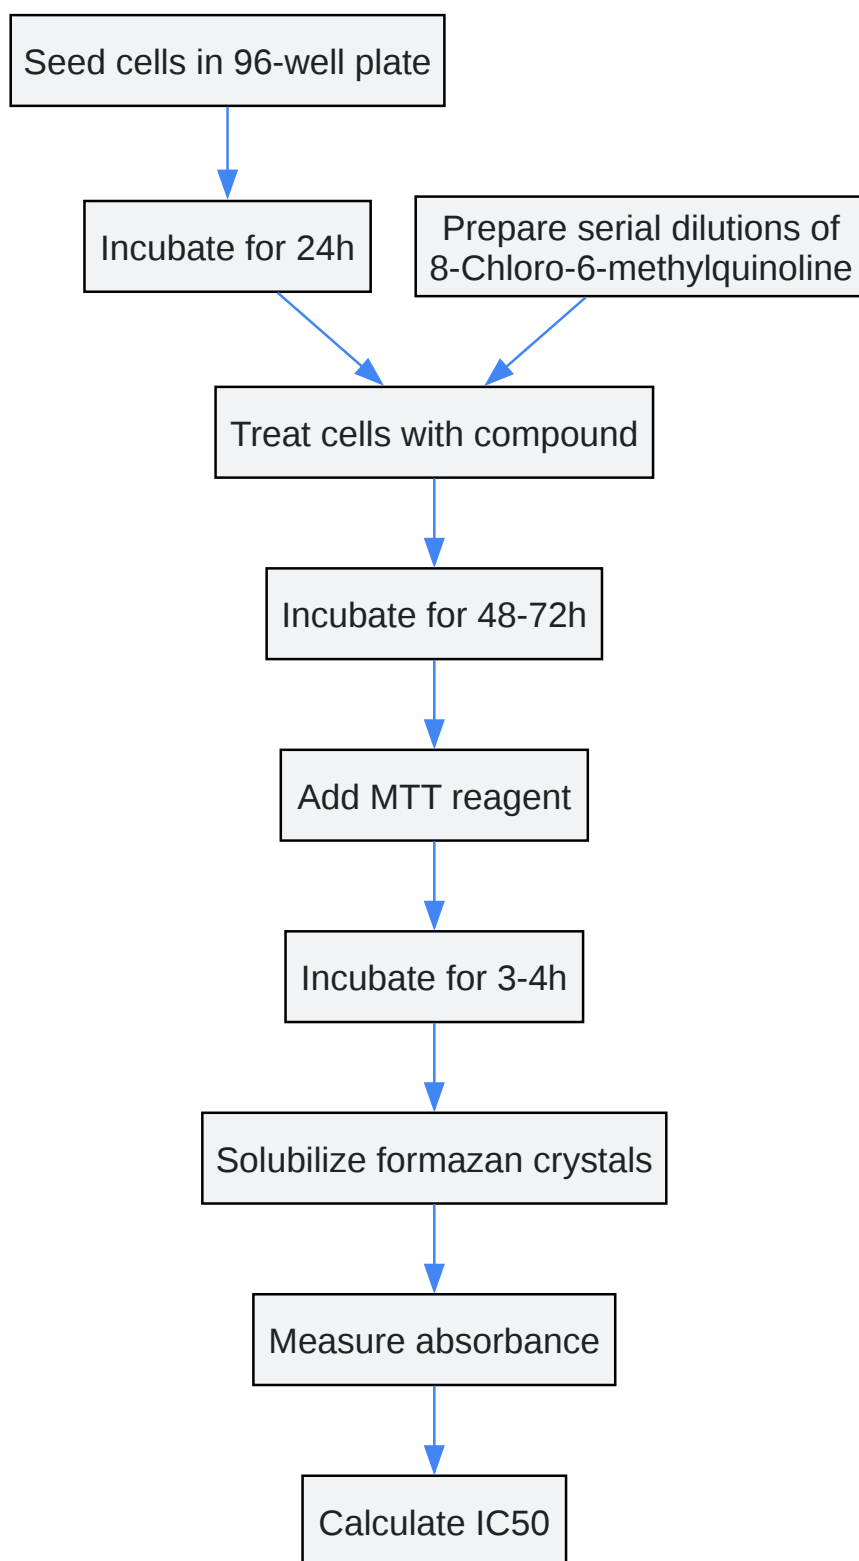 Seed cells in 96-well plate
Incubate for 24h
Prepare serial dilutions of
8-Chloro-6-methylquinoline
Treat cells with compound
Incubate for 48-72h
Add MTT reagent
Incubate for 3-4h
Solubilize formazan crystals
Measure absorbance
Calculate IC50